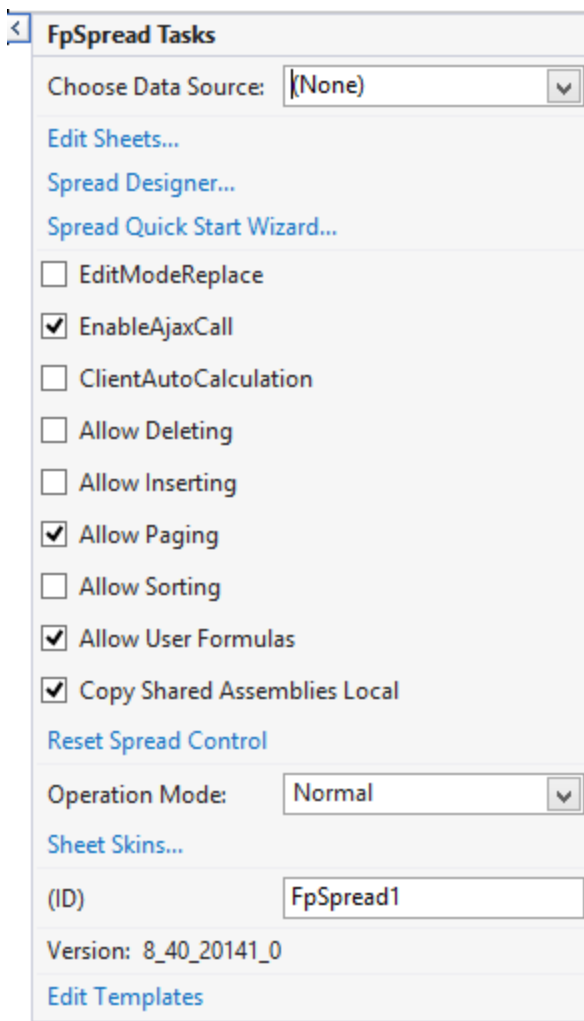 FpSpread Tasks
Choose Data Source: (None)
Edit Sheets...
Spread Designer...
Spread Quick Start Wizard...
EditModeReplace
EnableAjaxCall
ClientAutoCalculation
Allow Deleting
Allow Inserting
Allow Paging
Allow Sorting
Allow User Formulas
Copy Shared Assemblies Local
Reset Spread Control
Operation Mode: Normal
Sheet Skins...
(ID) FpSpread1
Version: 8_40_20141_0
Edit Templates